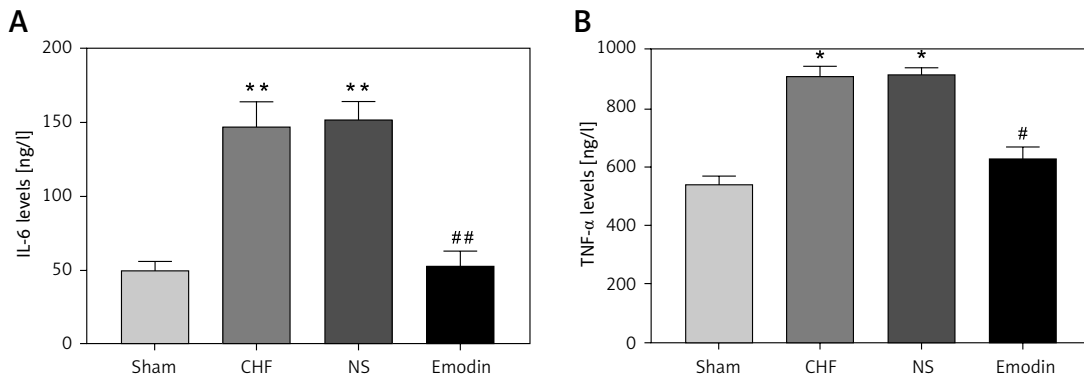 A
IL-6 levels [ng/l]
200
150
100
50
0
**
**
##
Sham CHF NS Emodin
B
TNF-α levels [ng/l]
1000
800
600
400
200
0
*
*
#
Sham CHF NS Emodin